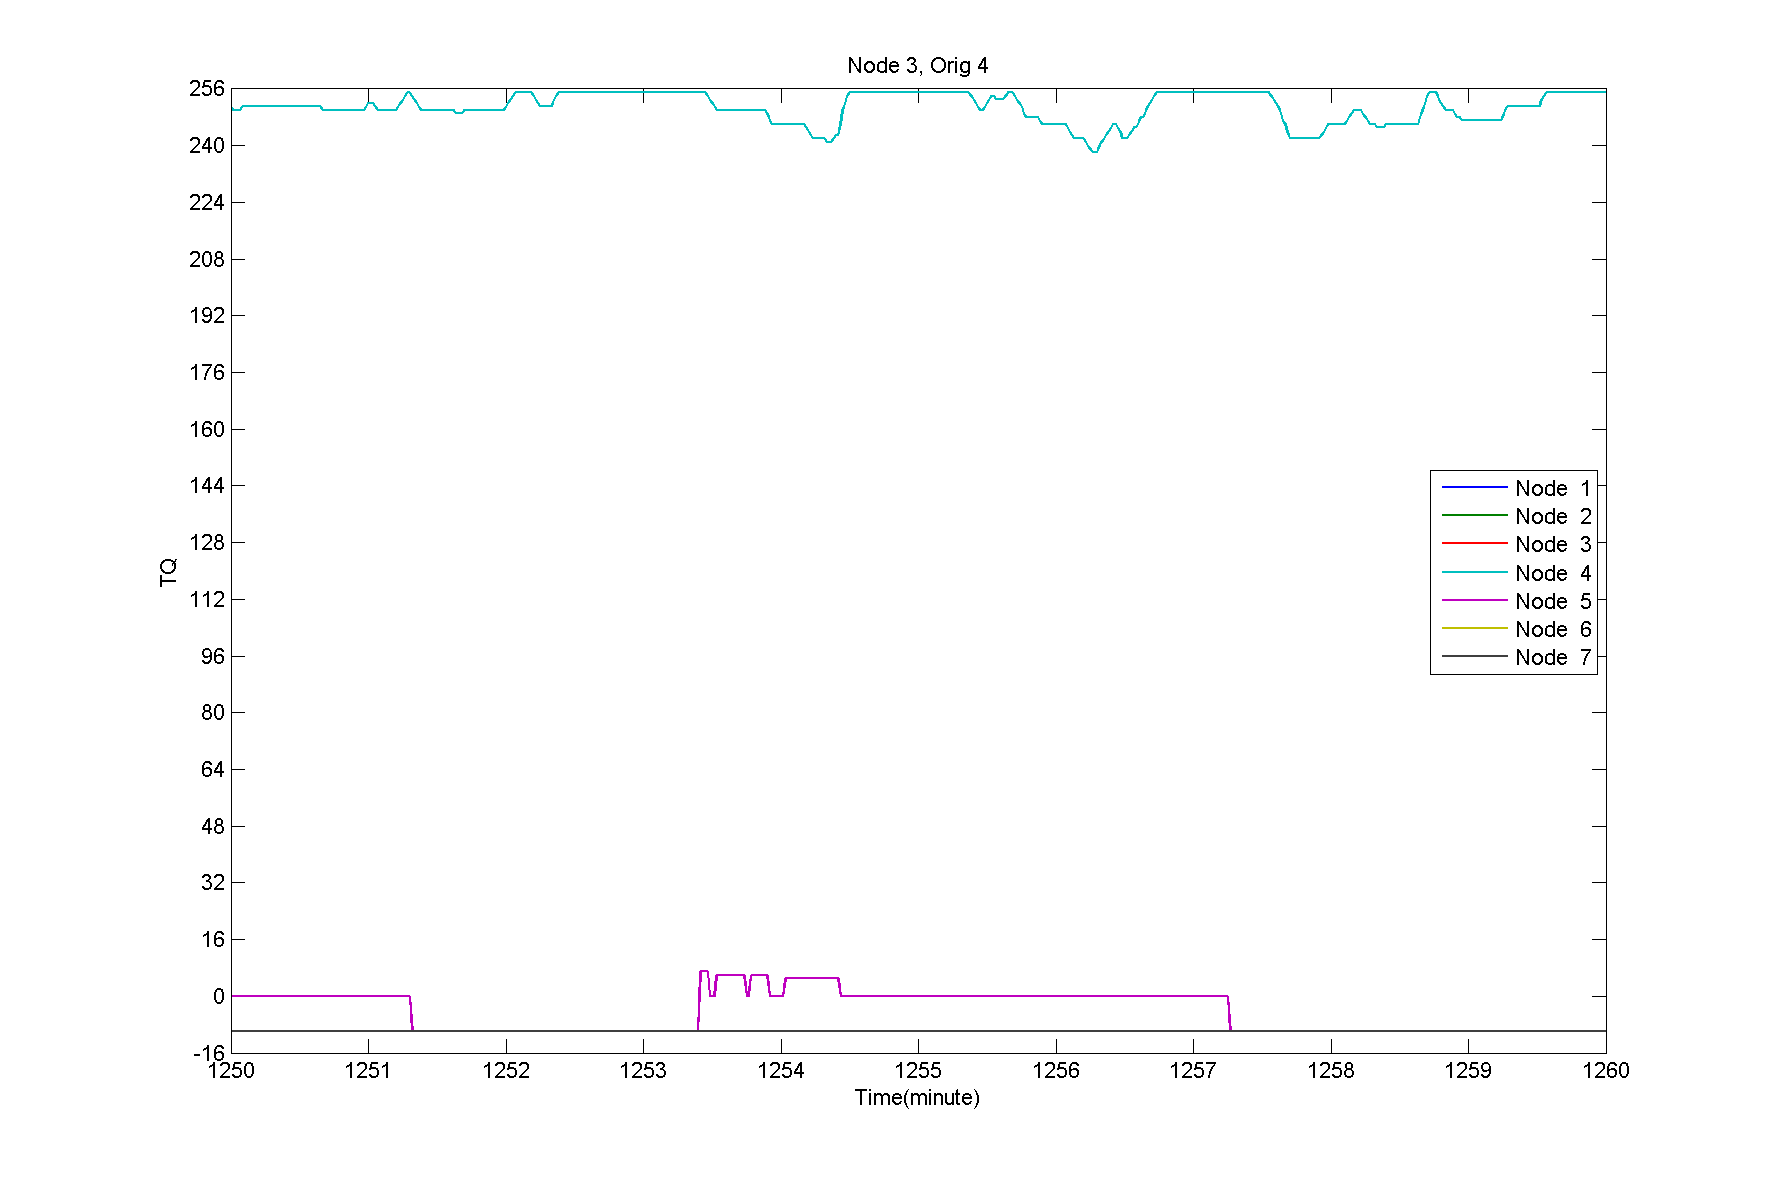 Node 3, Orig 4
256
240
224
208
192
176
160
144
128
112
96
80
64
48
32
16
0
-16
TQ
Node 1
Node 2
Node 3
Node 4
Node 5
Node 6
Node 7
1250 1251 1252 1253 1254 1255 1256 1257 1258 1259 1260
Time(minute)